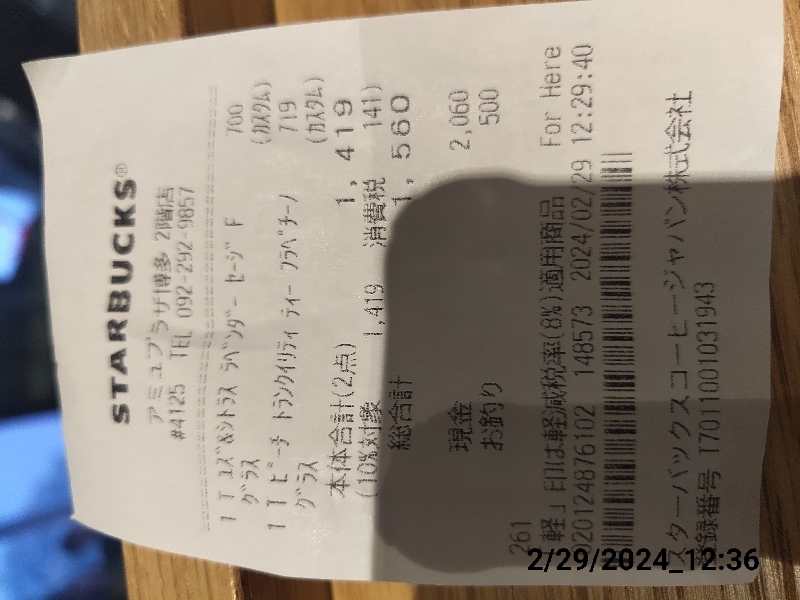 STARBUCKS®
アミュプラザ博多 2階店
#4125 TEL 092-292-9857
1 T ユズ&シトラス ラベンダー セージ F 700
グラス (カスタム)
1 T ピーチ トランクイリティ ティー フラペチーノ 719
グラス (カスタム)
本体合計(2点) 1,419
(10%対象 1,419 消費税 141)
総合計 1,560
現金 2,060
お釣り 500
261 For Here
軽」印は軽減税率(8%)適用商品
020124876102 148573 2024/02/29 12:29:40
スターバックスコーヒージャパン株式会社
登録番号 T7011001031943
2/29/2024_12:36